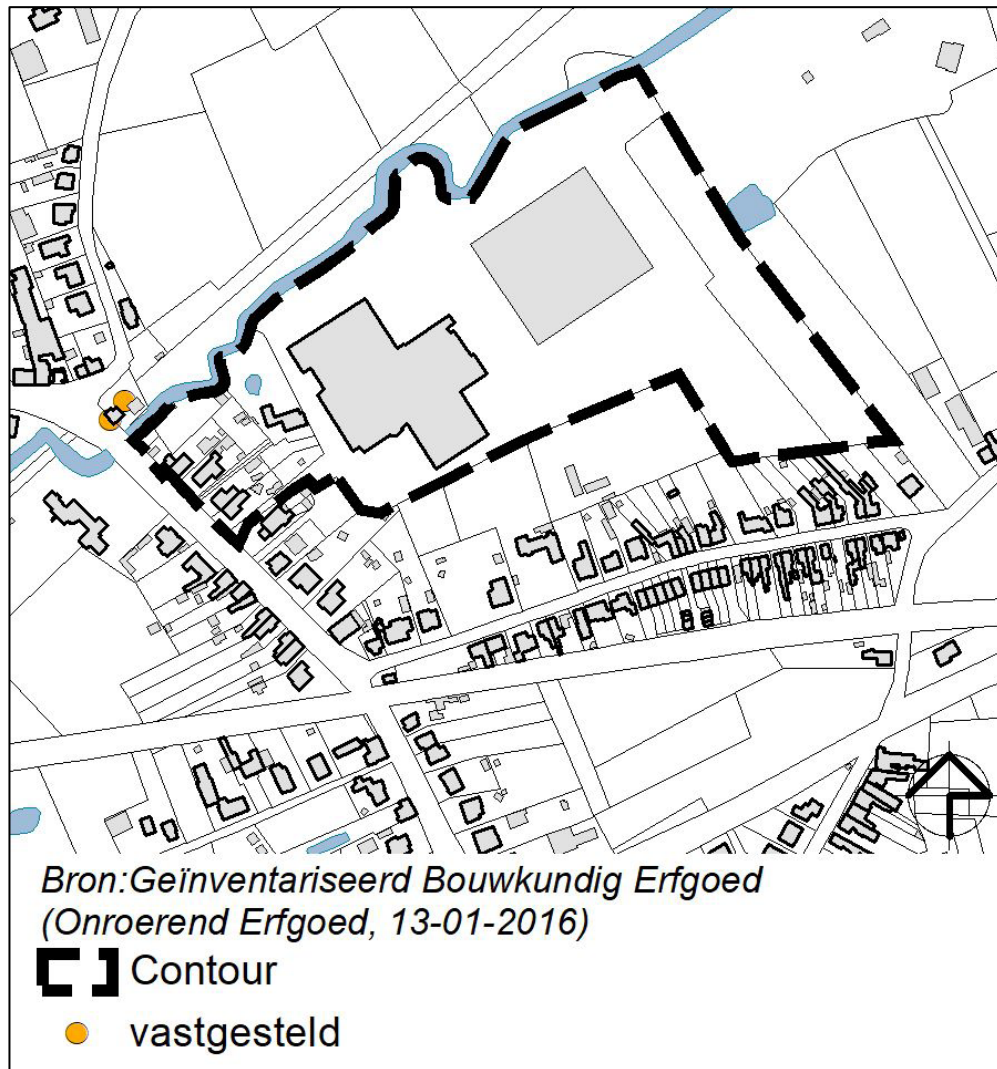 Bron:Geïnventariseerd Bouwkundig Erfgoed
(Onroerend Erfgoed, 13-01-2016)
Contour
vastgesteld